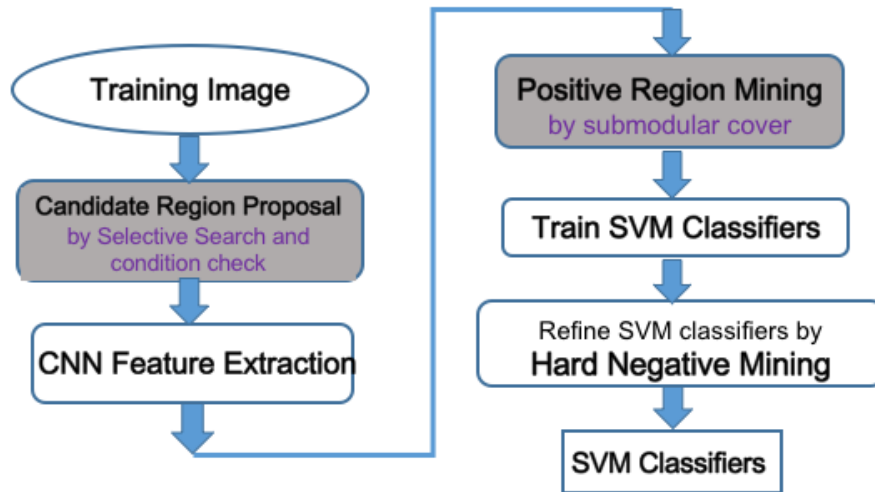 Training Image
Candidate Region Proposal
by Selective Search and
condition check
CNN Feature Extraction
Positive Region Mining
by submodular cover
Train SVM Classifiers
Refine SVM classifiers by
Hard Negative Mining
SVM Classifiers